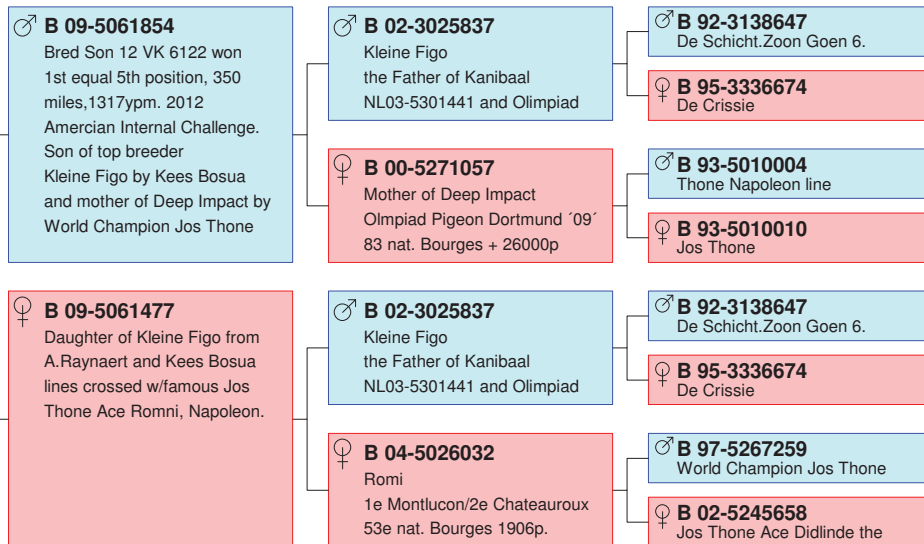 B 09-5061854
Bred Son 12 VK 6122 won
1st equal 5th position, 350
miles,1317ypm. 2012
Amercian Internal Challenge.
Son of top breeder
Kleine Figo by Kees Bosua
and mother of Deep Impact by
World Champion Jos Thone
B 02-3025837
Kleine Figo
the Father of Kanibaal
NL03-5301441 and Olimpiad
B 92-3138647
De Schicht.Zoon Goen 6.
B 95-3336674
De Crissie
B 00-5271057
Mother of Deep Impact
Olmpiad Pigeon Dortmund ´09´
83 nat. Bourges + 26000p
B 93-5010004
Thone Napoleon line
B 93-5010010
Jos Thone
B 09-5061477
Daughter of Kleine Figo from
A.Raynaert and Kees Bosua
lines crossed w/famous Jos
Thone Ace Romni, Napoleon.
B 02-3025837
Kleine Figo
the Father of Kanibaal
NL03-5301441 and Olimpiad
B 92-3138647
De Schicht.Zoon Goen 6.
B 95-3336674
De Crissie
B 04-5026032
Romi
1e Montlucon/2e Chateauroux
53e nat. Bourges 1906p.
B 97-5267259
World Champion Jos Thone
B 02-5245658
Jos Thone Ace Didlinde the